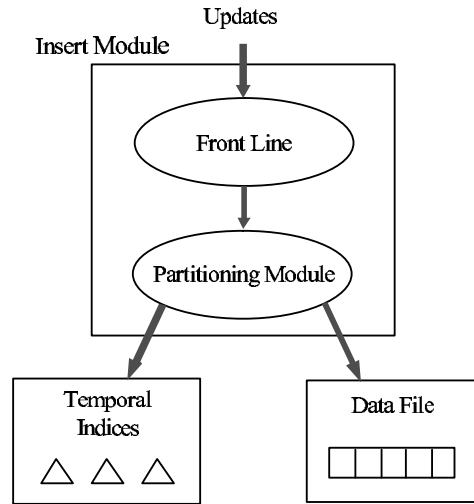 Updates
Insert Module
Front Line
Partitioning Module
Temporal
Indices
Data File